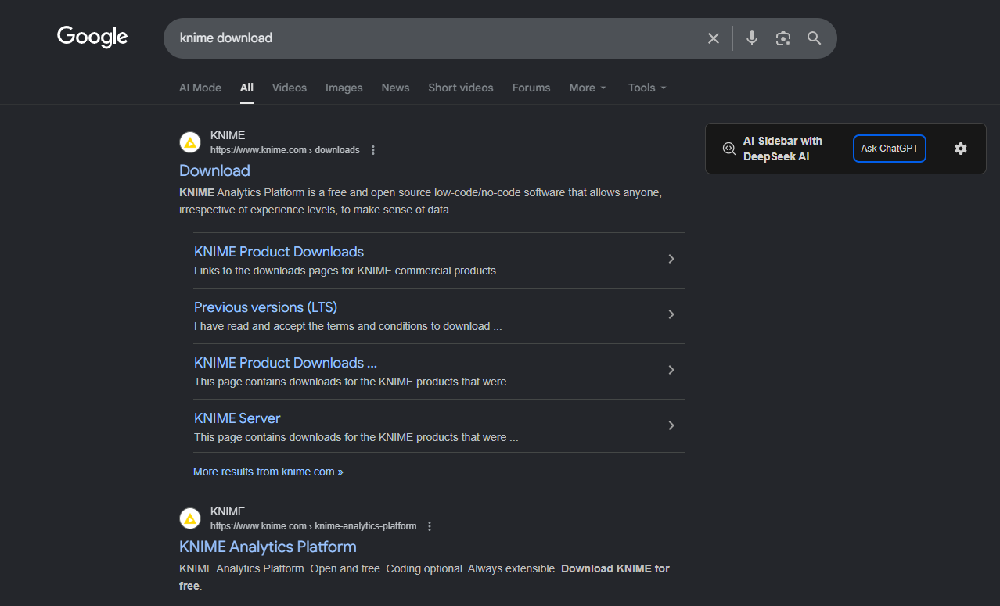 Google
knime download
AI Mode
All
Videos
Images
News
Short videos
Forums
More
Tools
KNIME
https://www.knime.com › downloads
Download
KNIME Analytics Platform is a free and open source low-code/no-code software that allows anyone,
irrespective of experience levels, to make sense of data.
KNIME Product Downloads
Links to the downloads pages for KNIME commercial products ...
Previous versions (LTS)
I have read and accept the terms and conditions to download ...
KNIME Product Downloads ...
This page contains downloads for the KNIME products that were ...
KNIME Server
This page contains downloads for the KNIME products that were ...
More results from knime.com »
KNIME
https://www.knime.com › knime-analytics-platform
KNIME Analytics Platform
KNIME Analytics Platform. Open and free. Coding optional. Always extensible. Download KNIME for
free.
AI Sidebar with
DeepSeek AI
Ask ChatGPT